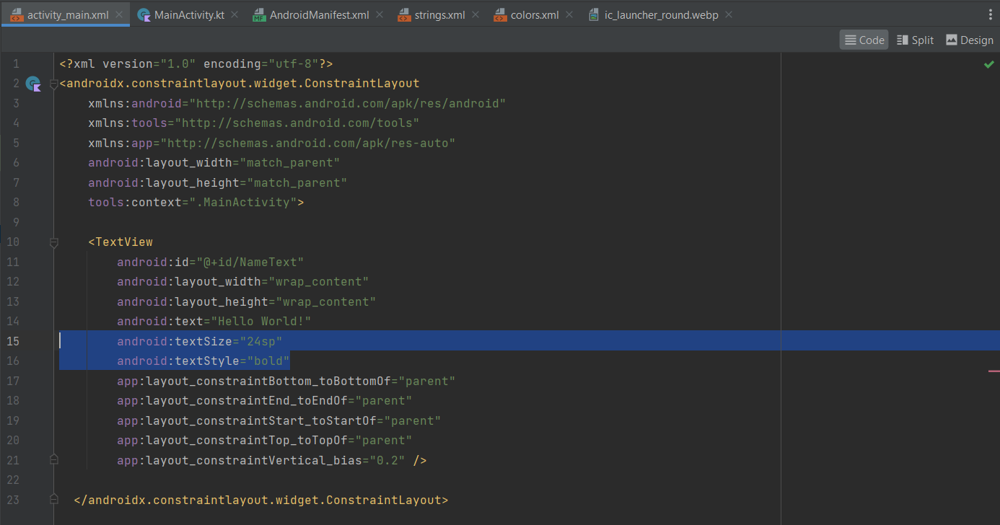 activity_main.xml MainActivity.kt AndroidManifest.xml strings.xml colors.xml ic_launcher_round.webp
Code Split Design
1 <?xml version="1.0" encoding="utf-8"?>
2 <androidx.constraintlayout.widget.ConstraintLayout
3 xmlns:android="http://schemas.android.com/apk/res/android"
4 xmlns:tools="http://schemas.android.com/tools"
5 xmlns:app="http://schemas.android.com/apk/res-auto"
6 android:layout_width="match_parent"
7 android:layout_height="match_parent"
8 tools:context=".MainActivity">
9
10 <TextView
11 android:id="@+id/NameText"
12 android:layout_width="wrap_content"
13 android:layout_height="wrap_content"
14 android:text="Hello World!"
15 android:textSize="24sp"
16 android:textStyle="bold"
17 app:layout_constraintBottom_toBottomOf="parent"
18 app:layout_constraintEnd_toEndOf="parent"
19 app:layout_constraintStart_toStartOf="parent"
20 app:layout_constraintTop_toTopOf="parent"
21 app:layout_constraintVertical_bias="0.2" />
22
23 </androidx.constraintlayout.widget.ConstraintLayout>